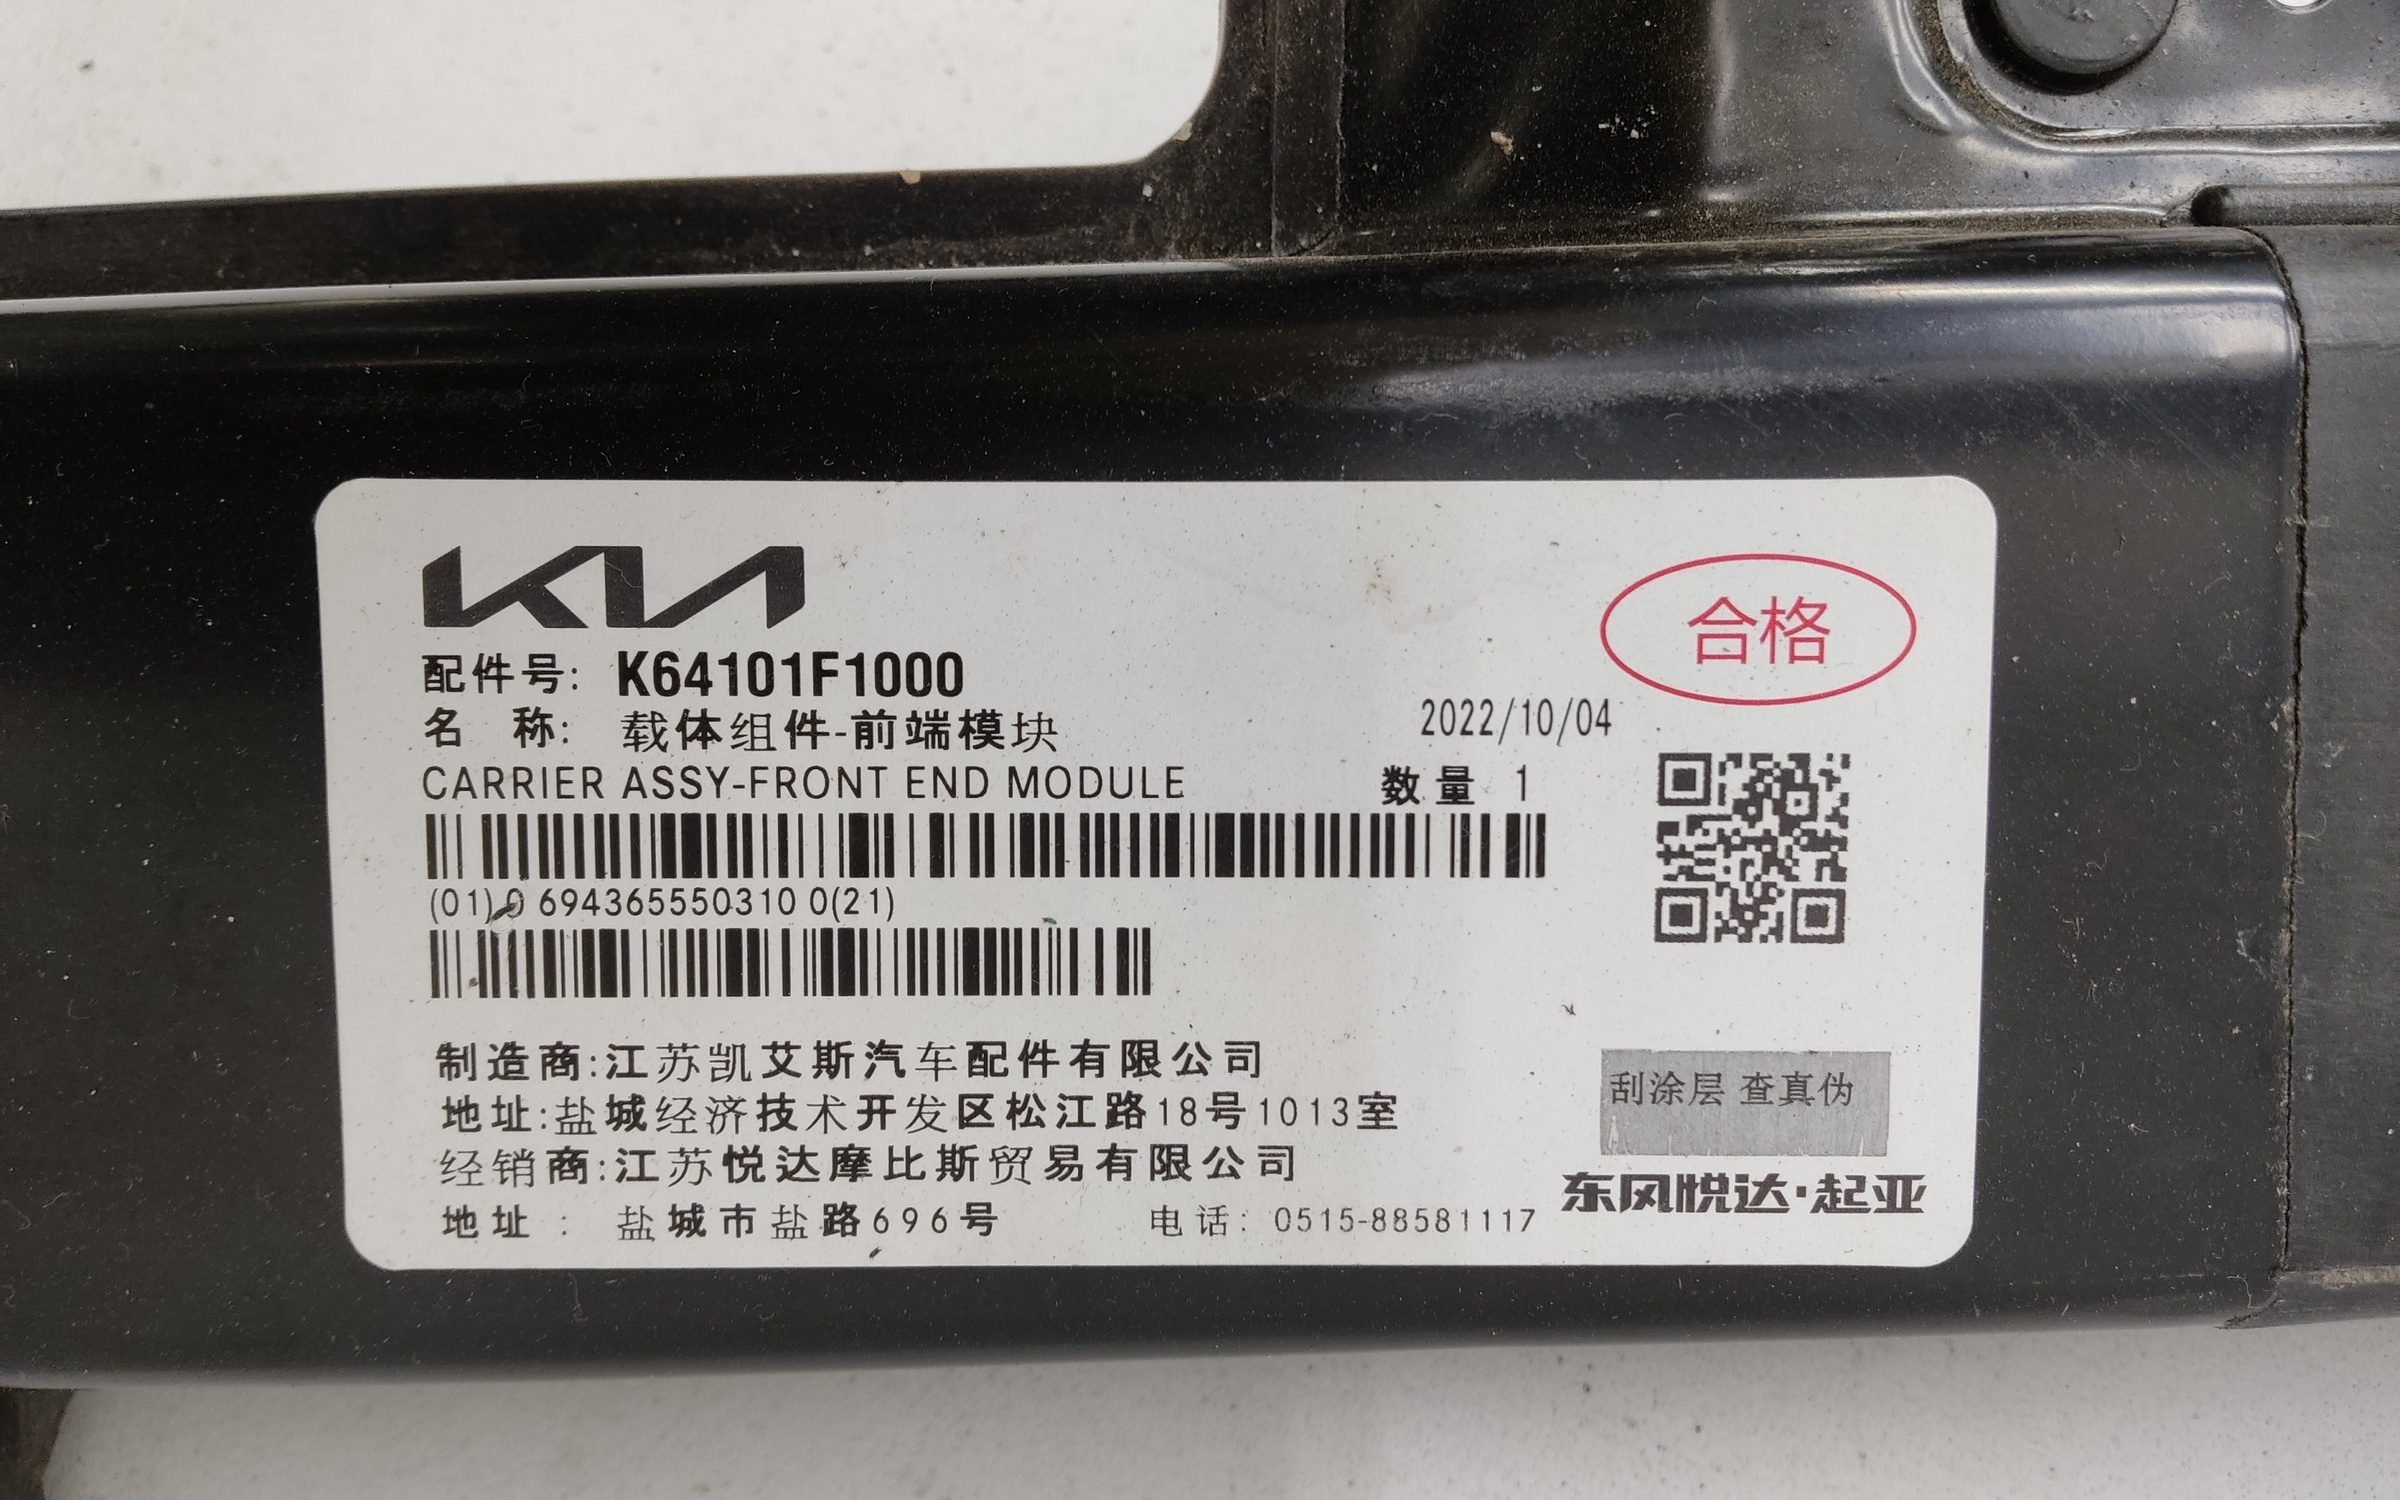 KIA
合格
配件号: K64101F1000
名 称: 载体组件-前端模块
2022/10/04
CARRIER ASSY-FRONT END MODULE
数量 1
(01) 0 694365550310 0(21)
制造商:江苏凯艾斯汽车配件有限公司
地址:盐城经济技术开发区松江路18号1013室
经销商:江苏悦达摩比斯贸易有限公司
地址 : 盐城市盐路696号
电话: 0515-88581117
刮涂层 查真伪
东风悦达·起亚